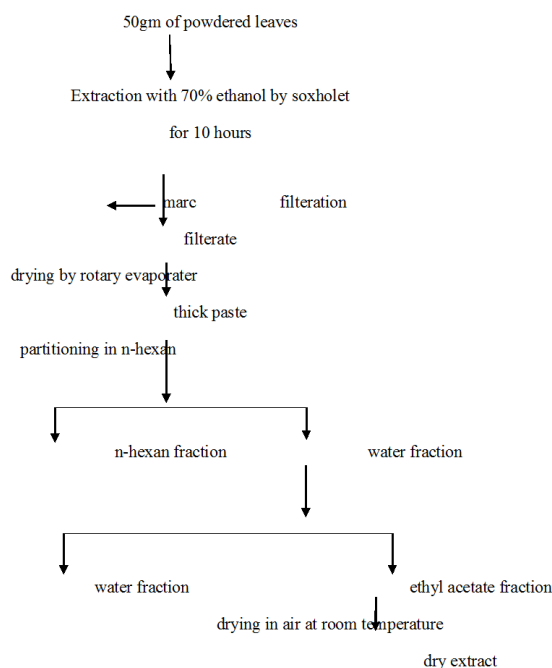 50gm of powdered leaves
Extraction with 70% ethanol by soxholet
for 10 hours
marc filteration
filterate
drying by rotary evaporater
thick paste
partitioning in n-hexan
n-hexan fraction water fraction
water fraction ethyl acetate fraction
drying in air at room temperature
dry extract